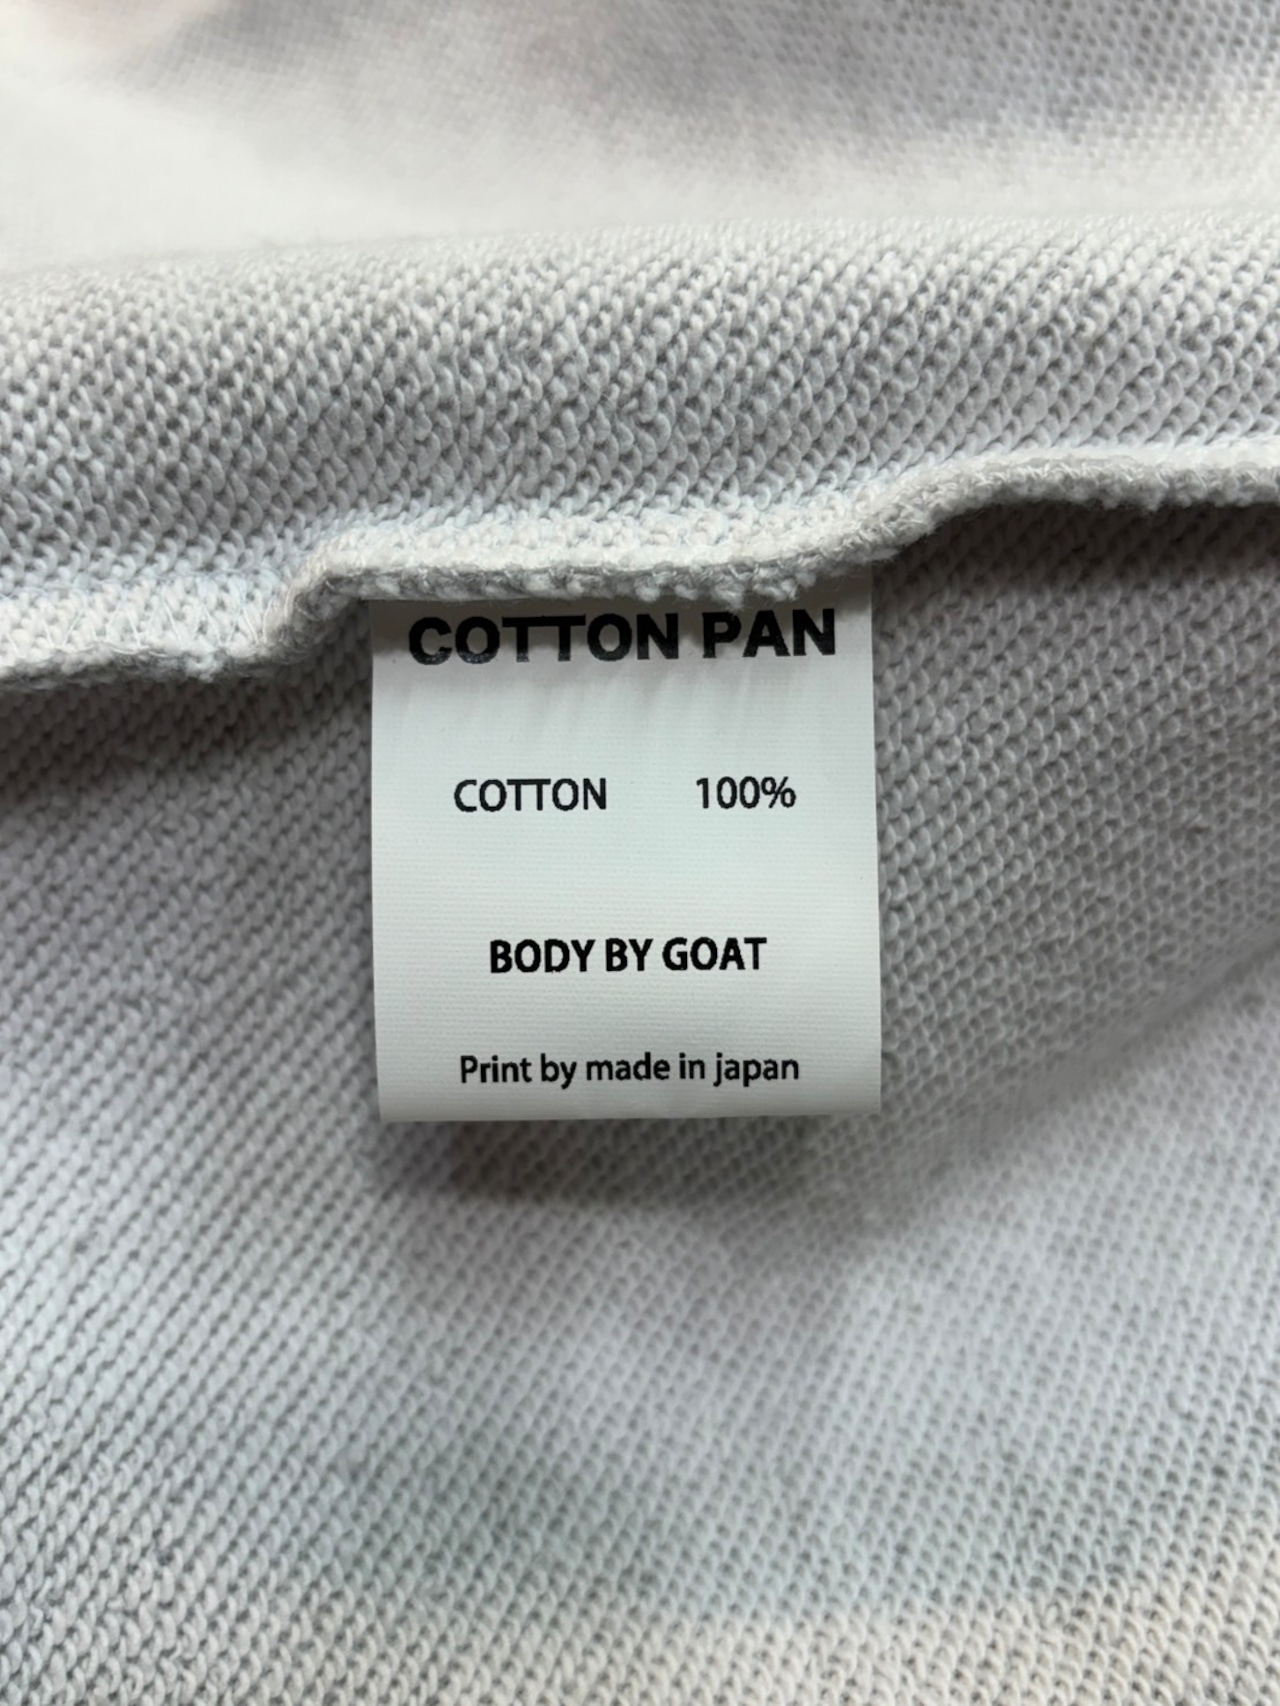 COTTON PAN
COTTON 100%
BODY BY GOAT
Print by made in japan